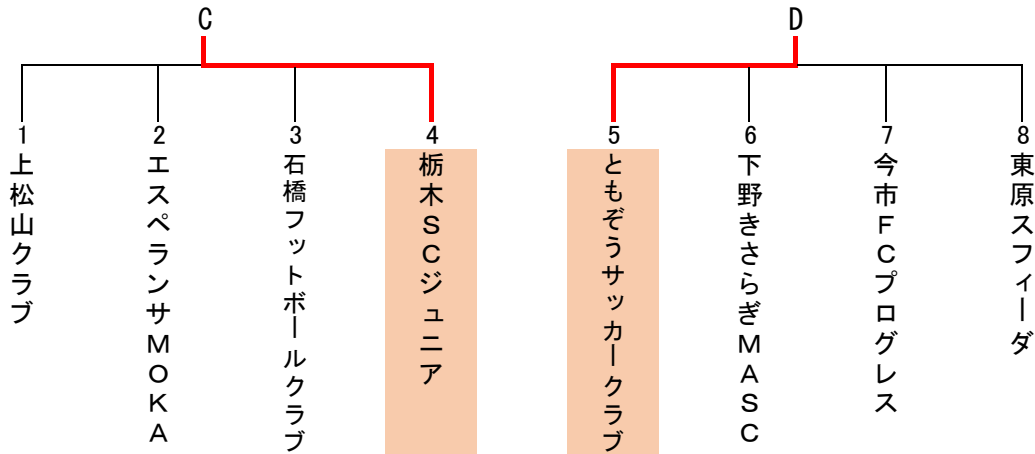 C
D
1
上松山クラブ
2
エスペランサMOKA
3
石橋フットボールクラブ
4
栃木SCジュニア
5
ともぞうサッカークラブ
6
下野きさらぎMASC
7
今市FCプログレス
8
東原スフィーダ